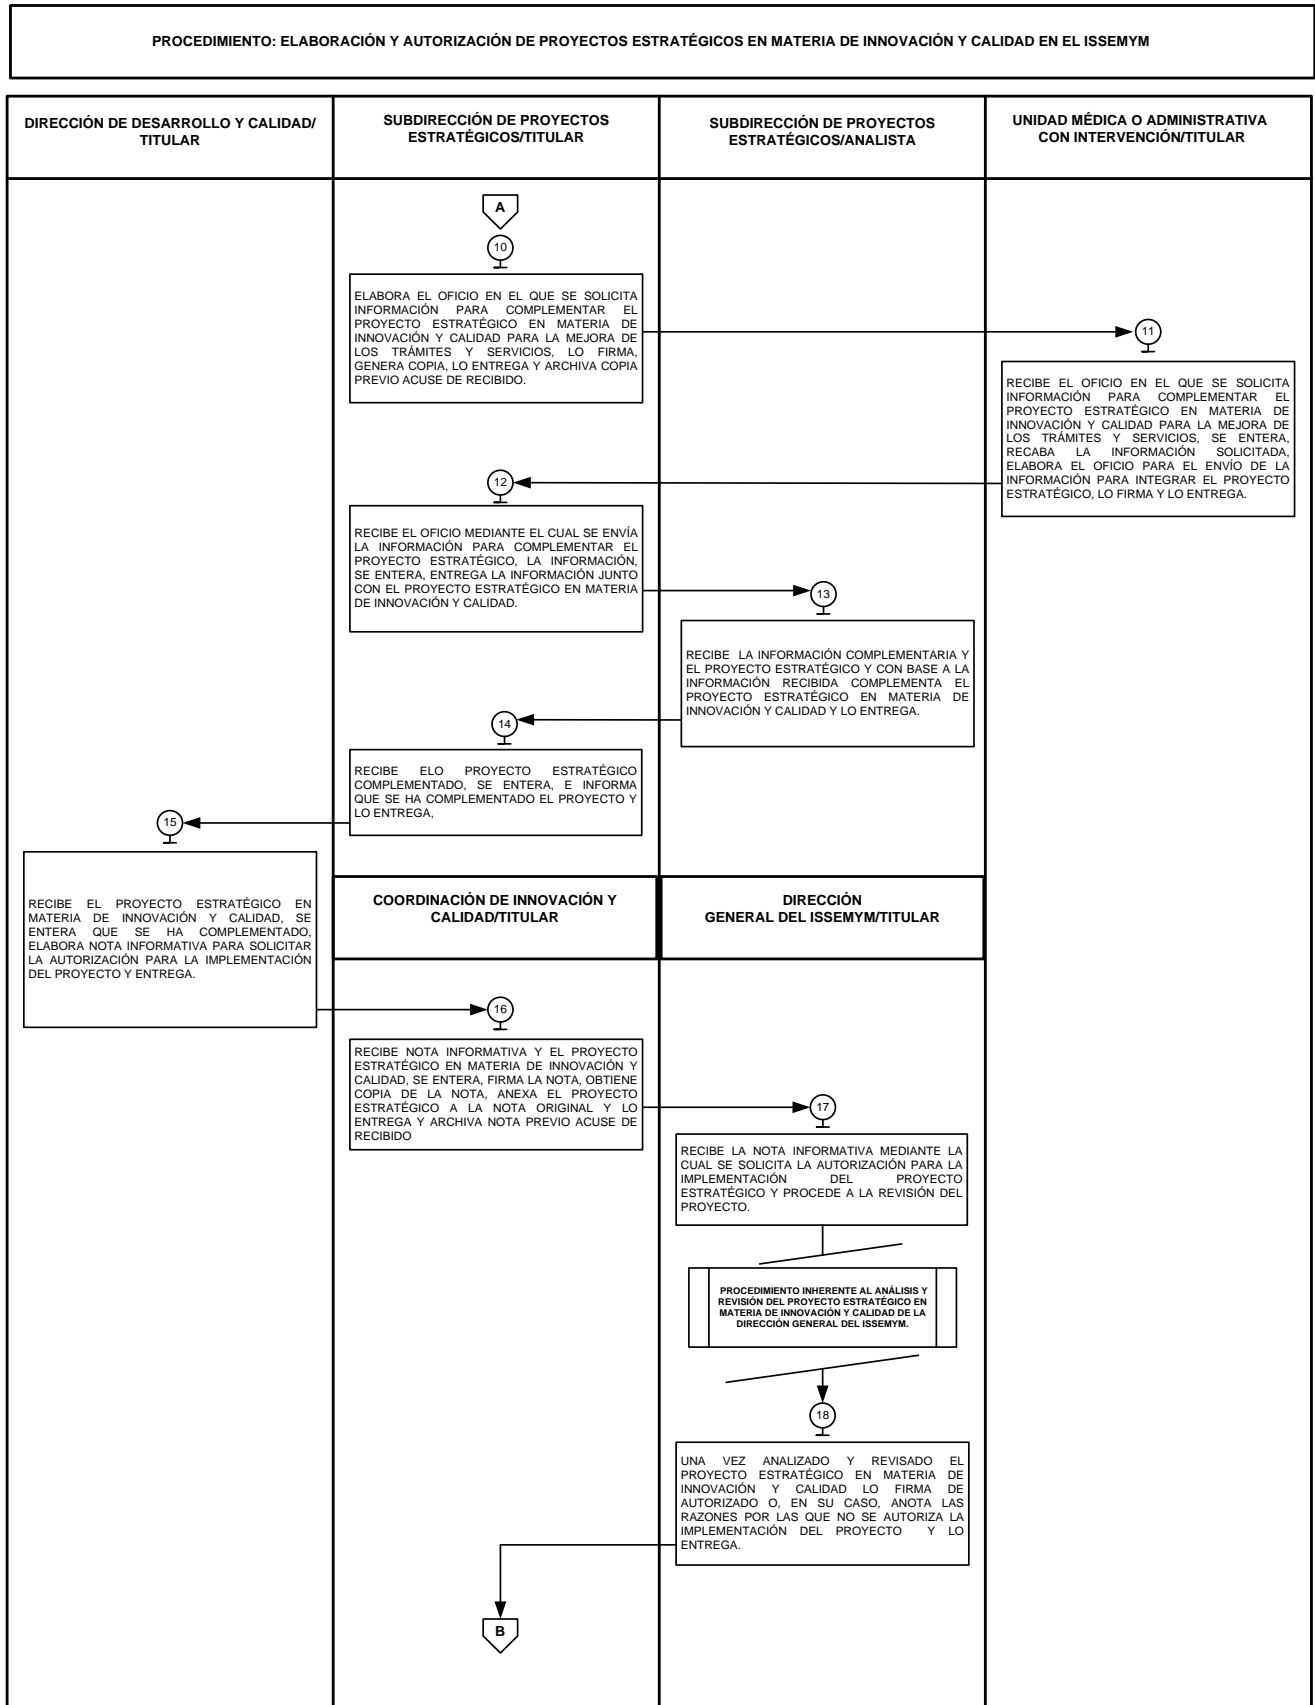 PROCEDIMIENTO: ELABORACIÓN Y AUTORIZACIÓN DE PROYECTOS ESTRATÉGICOS EN MATERIA DE INNOVACIÓN Y CALIDAD EN EL ISSEMYM
DIRECCIÓN DE DESARROLLO Y CALIDAD/
TITULAR
SUBDIRECCIÓN DE PROYECTOS
ESTRATÉGICOS/TITULAR
SUBDIRECCIÓN DE PROYECTOS
ESTRATÉGICOS/ANALISTA
UNIDAD MÉDICA O ADMINISTRATIVA
CON INTERVENCIÓN/TITULAR
A
10
ELABORA EL OFICIO EN EL QUE SE SOLICITA
INFORMACIÓN PARA COMPLEMENTAR EL
PROYECTO ESTRATÉGICO EN MATERIA DE
INNOVACIÓN Y CALIDAD PARA LA MEJORA DE
LOS TRÁMITES Y SERVICIOS, LO FIRMA,
GENERA COPIA, LO ENTREGA Y ARCHIVA COPIA
PREVIO ACUSE DE RECIBIDO.
11
RECIBE EL OFICIO EN EL QUE SE SOLICITA
INFORMACIÓN PARA COMPLEMENTAR EL
PROYECTO ESTRATÉGICO EN MATERIA DE
INNOVACIÓN Y CALIDAD PARA LA MEJORA DE
LOS TRÁMITES Y SERVICIOS, SE ENTERA,
RECABA LA INFORMACIÓN SOLICITADA,
ELABORA EL OFICIO PARA EL ENVÍO DE LA
INFORMACIÓN PARA INTEGRAR EL PROYECTO
ESTRATÉGICO, LO FIRMA Y LO ENTREGA.
12
RECIBE EL OFICIO MEDIANTE EL CUAL SE ENVÍA
LA INFORMACIÓN PARA COMPLEMENTAR EL
PROYECTO ESTRATÉGICO, LA INFORMACIÓN,
SE ENTERA, ENTREGA LA INFORMACIÓN JUNTO
CON EL PROYECTO ESTRATÉGICO EN MATERIA
DE INNOVACIÓN Y CALIDAD.
13
RECIBE LA INFORMACIÓN COMPLEMENTARIA Y
EL PROYECTO ESTRATÉGICO Y CON BASE A LA
INFORMACIÓN RECIBIDA COMPLEMENTA EL
PROYECTO ESTRATÉGICO EN MATERIA DE
INNOVACIÓN Y CALIDAD Y LO ENTREGA.
14
RECIBE ELO PROYECTO ESTRATÉGICO
COMPLEMENTADO, SE ENTERA, E INFORMA
QUE SE HA COMPLEMENTADO EL PROYECTO Y
LO ENTREGA,
15
RECIBE EL PROYECTO ESTRATÉGICO EN
MATERIA DE INNOVACIÓN Y CALIDAD, SE
ENTERA QUE SE HA COMPLEMENTADO,
ELABORA NOTA INFORMATIVA PARA SOLICITAR
LA AUTORIZACIÓN PARA LA IMPLEMENTACIÓN
DEL PROYECTO Y ENTREGA.
COORDINACIÓN DE INNOVACIÓN Y
CALIDAD/TITULAR
DIRECCIÓN
GENERAL DEL ISSEMYM/TITULAR
16
RECIBE NOTA INFORMATIVA Y EL PROYECTO
ESTRATÉGICO EN MATERIA DE INNOVACIÓN Y
CALIDAD, SE ENTERA, FIRMA LA NOTA, OBTIENE
COPIA DE LA NOTA, ANEXA EL PROYECTO
ESTRATÉGICO A LA NOTA ORIGINAL Y LO
ENTREGA Y ARCHIVA NOTA PREVIO ACUSE DE
RECIBIDO
17
RECIBE LA NOTA INFORMATIVA MEDIANTE LA
CUAL SE SOLICITA LA AUTORIZACIÓN PARA LA
IMPLEMENTACIÓN DEL PROYECTO
ESTRATÉGICO Y PROCEDE A LA REVISIÓN DEL
PROYECTO.
PROCEDIMIENTO INHERENTE AL ANÁLISIS Y
REVISIÓN DEL PROYECTO ESTRATÉGICO EN
MATERIA DE INNOVACIÓN Y CALIDAD DE LA
DIRECCIÓN GENERAL DEL ISSEMYM.
18
UNA VEZ ANALIZADO Y REVISADO EL
PROYECTO ESTRATÉGICO EN MATERIA DE
INNOVACIÓN Y CALIDAD LO FIRMA DE
AUTORIZADO O, EN SU CASO, ANOTA LAS
RAZONES POR LAS QUE NO SE AUTORIZA LA
IMPLEMENTACIÓN DEL PROYECTO Y LO
ENTREGA.
B